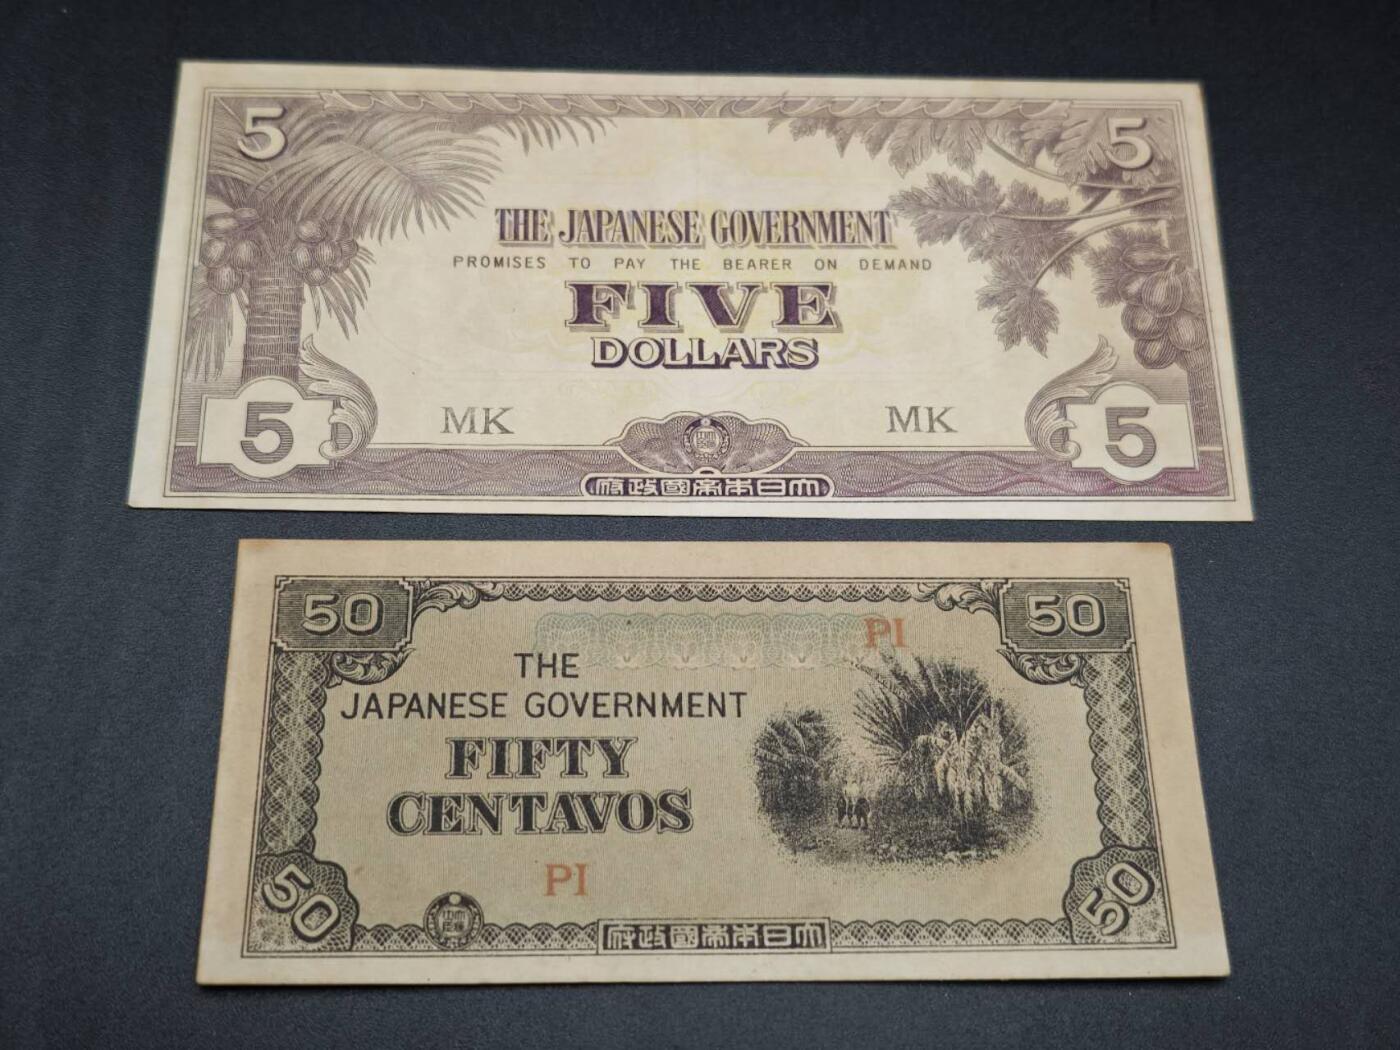 5 5
THE JAPANESE GOVERNMENT
PROMISES TO PAY THE BEARER ON DEMAND
FIVE
DOLLARS
5 MK MK 5
府政國帝本日大
50 50
PI
THE
JAPANESE GOVERNMENT
FIFTY
CENTAVOS
PI
50 50
府政國帝本日大